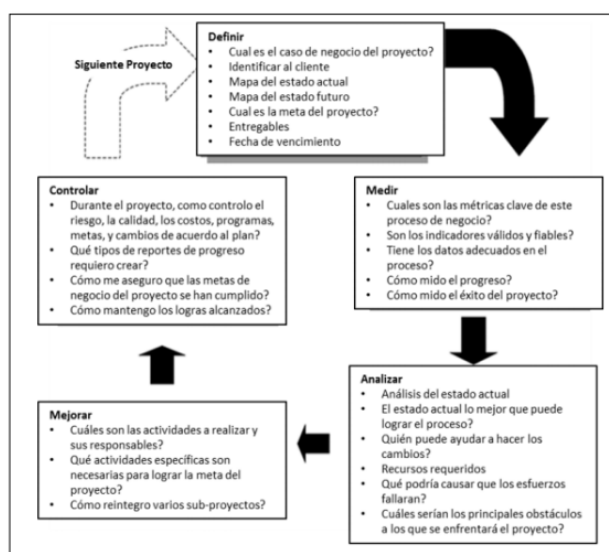 Siguiente Proyecto
Definir
• Cual es el caso de negocio del proyecto?
• Identificar al cliente
• Mapa del estado actual
• Mapa del estado futuro
• Cual es la meta del proyecto?
• Entregables
• Fecha de vencimiento
Medir
• Cuales son las métricas clave de este
proceso de negocio?
• Son los indicadores válidos y fiables?
• Tiene los datos adecuados en el
proceso?
• Cómo mido el progreso?
• Cómo mido el éxito del proyecto?
Analizar
• Análisis del estado actual
• El estado actual lo mejor que puede
lograr el proceso?
• Quién puede ayudar a hacer los
cambios?
• Recursos requeridos
• Qué podría causar que los esfuerzos
fallaran?
• Cuáles serían los principales obstáculos
a los que se enfrentará el proyecto?
Mejorar
• Cuáles son las actividades a realizar y
sus responsables?
• Qué actividades específicas son
necesarias para lograr la meta del
proyecto?
• Cómo reintegro varios sub-proyectos?
Controlar
• Durante el proyecto, como controlo el
riesgo, la calidad, los costos, programas,
metas, y cambios de acuerdo al plan?
• Qué tipos de reportes de progreso
requiero crear?
• Cómo me aseguro que las metas de
negocio del proyecto se han cumplido?
• Cómo mantengo los logras alcanzados?